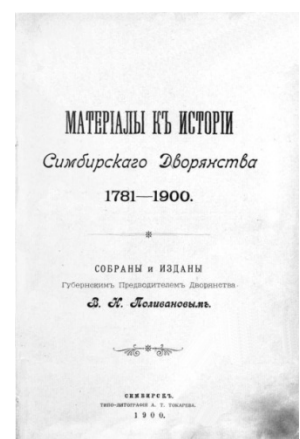 МАТЕРІАЛЫ КЪ ИСТОРІИ
Симбирскаго Дворянства
1781—1900.
СОБРАНЫ и ИЗДАНЫ
Губернскимъ Предводителемъ Дворянства
В. Н. Поливановымъ.
СИМБИРСКЪ.
ТИПО-ЛИТОГРАФІЯ А. Т. ТОКАРЕВА.
1900.